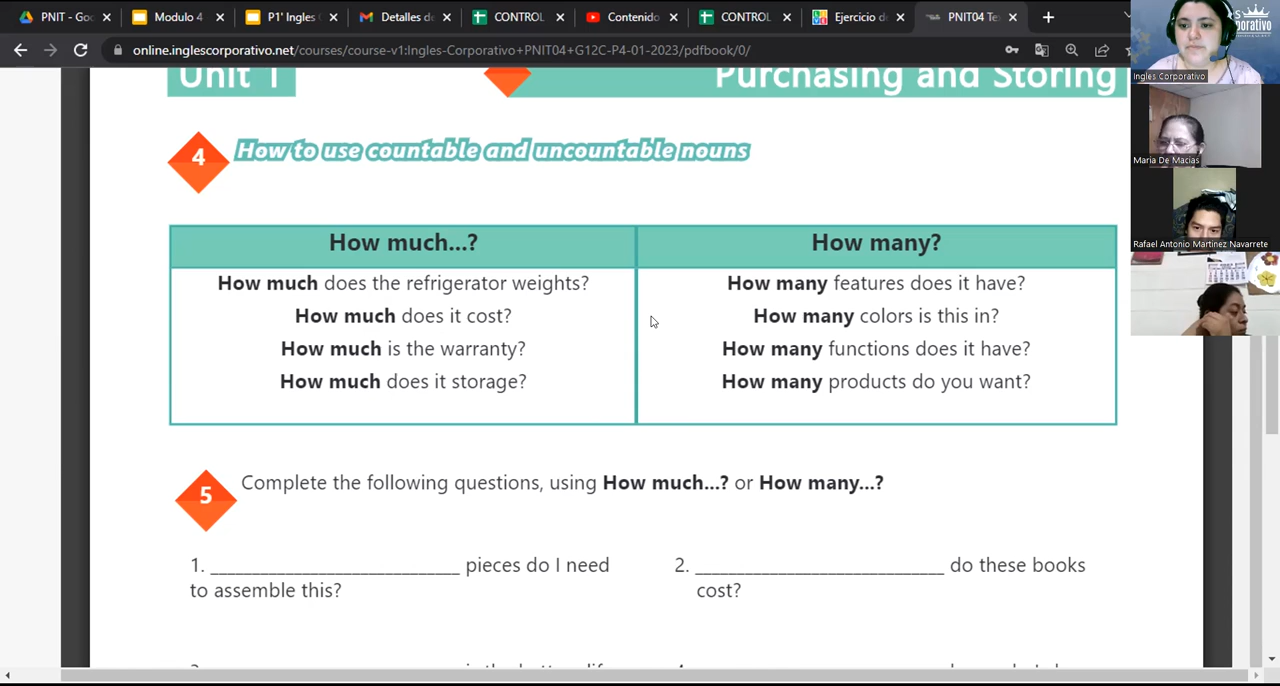 PNIT - Goo
Modulo 4
P1' Ingles C
Detalles de
CONTROL
Contenido
CONTROL
Ejercicio de
PNIT04 Te
online.inglescorporativo.net/courses/course-v1:Ingles-Corporativo+PNIT04+G12C-P4-01-2023/pdfbook/0/
Ingles Corporativo
Maria De Macias
Rafael Antonio Martinez Navarrete
Unit 1
Purchasing and Storing
4
How to use countable and uncountable nouns
How much...?
How many?
How much does the refrigerator weights?
How many features does it have?
How much does it cost?
How many colors is this in?
How much is the warranty?
How many functions does it have?
How much does it storage?
How many products do you want?
5
Complete the following questions, using How much...? or How many...?
1. ____________________________ pieces do I need
to assemble this?
2. ____________________________ do these books
cost?